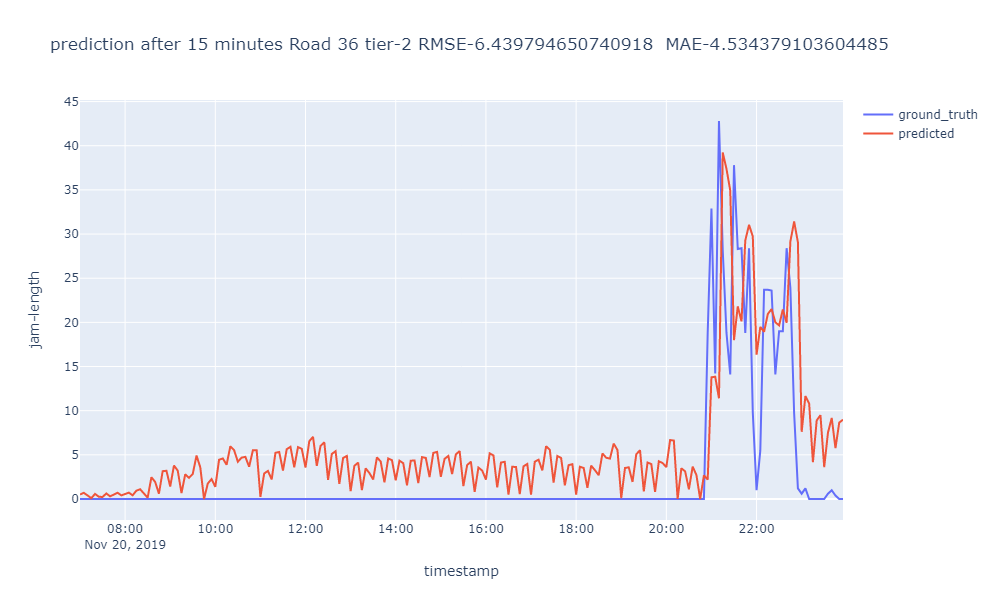 prediction after 15 minutes Road 36 tier-2 RMSE-6.439794650740918  MAE-4.534379103604485
ground_truth
predicted
45
40
35
30
25
20
15
10
5
0
jam-length
08:00 10:00 12:00 14:00 16:00 18:00 20:00 22:00
Nov 20, 2019
timestamp